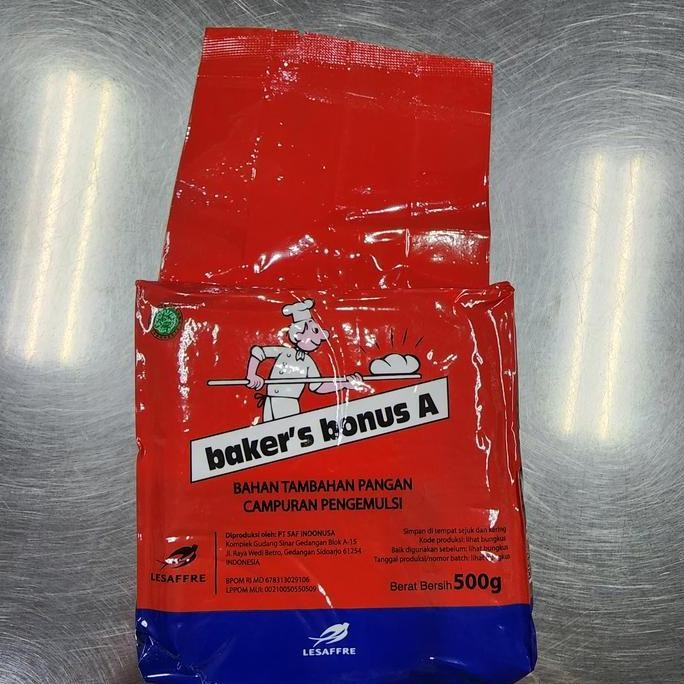 baker's bonus A
BAHAN TAMBAHAN PANGAN
CAMPURAN PENGEMULSI
LESAFFRE
Diproduksi oleh: PT SAF INDONUSA
Komplek Gudang Sinar Gedangan Blok A-15
Jl. Raya Wedi Betro, Gedangan Sidoarjo 61254
INDONESIA
BPOM RI MD 678313029106
LPPOM MUI: 00210050550509
Simpan di tempat sejuk dan kering
Kode produksi: lihat bungkus
Baik digunakan sebelum: lihat bungkus
Tanggal produksi/nomor batch: lihat bungkus
Berat Bersih 500g
LESAFFRE